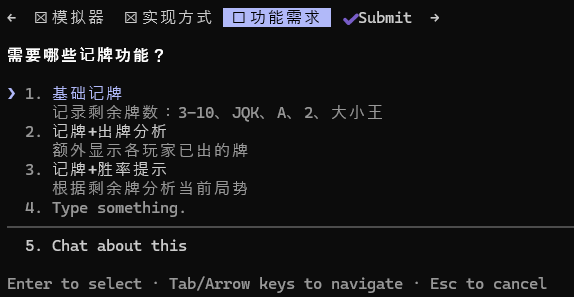 ← ☒ 模拟器 ☒ 实现方式 ☐ 功能需求 ✓Submit →
需要哪些记牌功能？
❯ 1. 基础记牌
记录剩余牌数：3-10、JQK、A、2、大小王
2. 记牌+出牌分析
额外显示各玩家已出的牌
3. 记牌+胜率提示
根据剩余牌分析当前局势
4. Type something.
5. Chat about this
Enter to select · Tab/Arrow keys to navigate · Esc to cancel